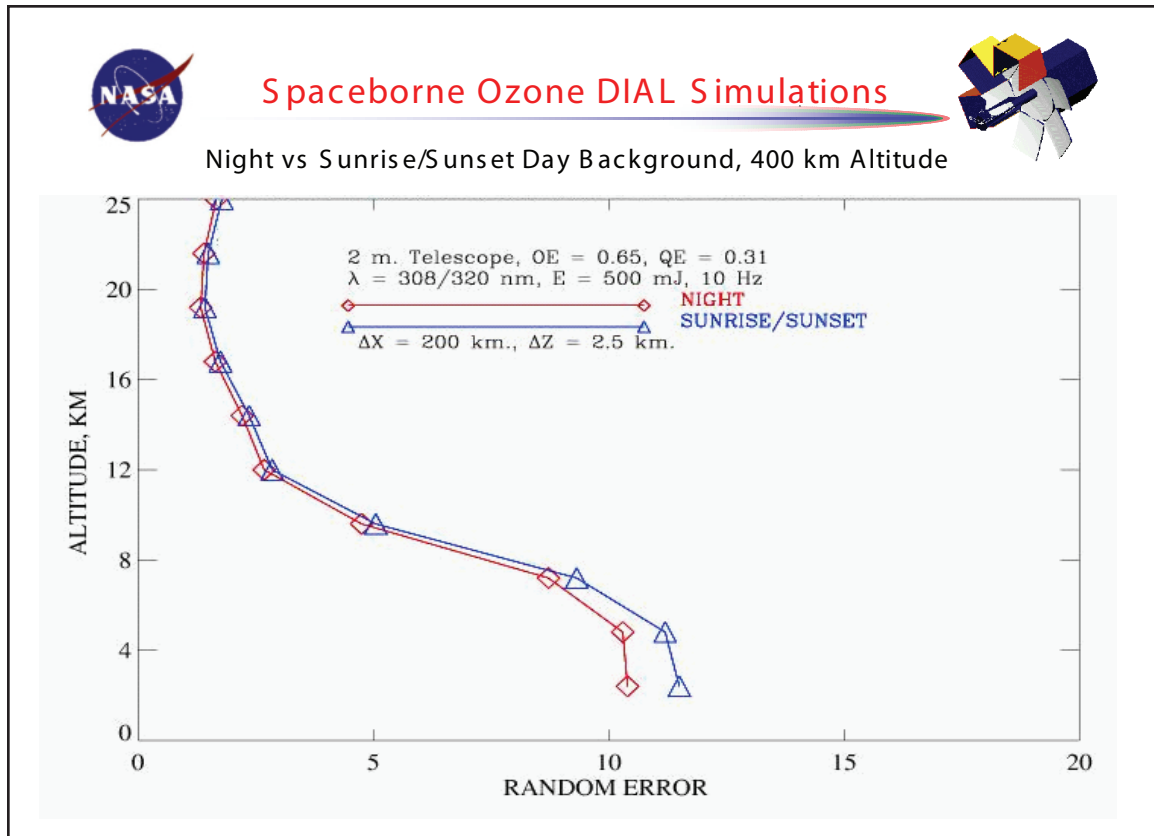 NASA
Spaceborne Ozone DIAL Simulations
Night vs Sunrise/Sunset Day Background, 400 km Altitude
25
20
16
12
8
4
0
ALTITUDE, KM
2 m. Telescope, OE = 0.65, QE = 0.31
λ = 308/320 nm, E = 500 mJ, 10 Hz
NIGHT
SUNRISE/SUNSET
ΔX = 200 km., ΔZ = 2.5 km.
0 5 10 15 20
RANDOM ERROR